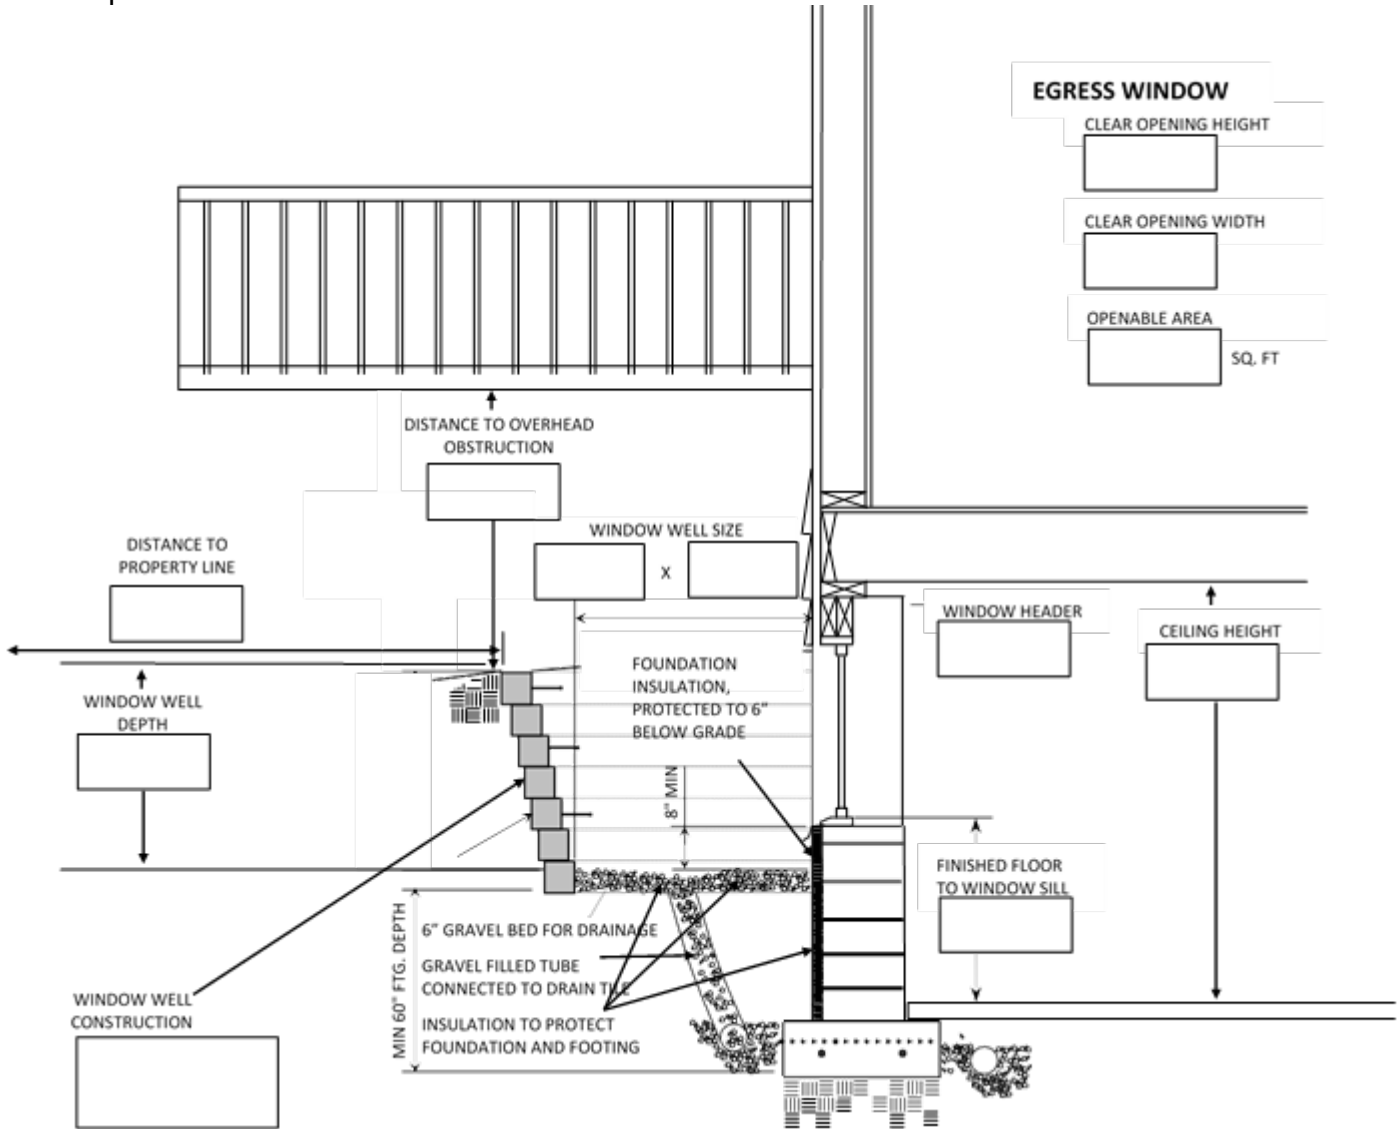 EGRESS WINDOW
CLEAR OPENING HEIGHT
CLEAR OPENING WIDTH
OPENABLE AREA
SQ. FT
DISTANCE TO OVERHEAD
OBSTRUCTION
WINDOW WELL SIZE
X
DISTANCE TO
PROPERTY LINE
WINDOW HEADER
CEILING HEIGHT
FOUNDATION
INSULATION,
PROTECTED TO 6"
BELOW GRADE
WINDOW WELL
DEPTH
8" MIN
FINISHED FLOOR
TO WINDOW SILL
MIN 60" FTG. DEPTH
6" GRAVEL BED FOR DRAINAGE
GRAVEL FILLED TUBE
CONNECTED TO DRAIN TILE
INSULATION TO PROTECT
FOUNDATION AND FOOTING
WINDOW WELL
CONSTRUCTION